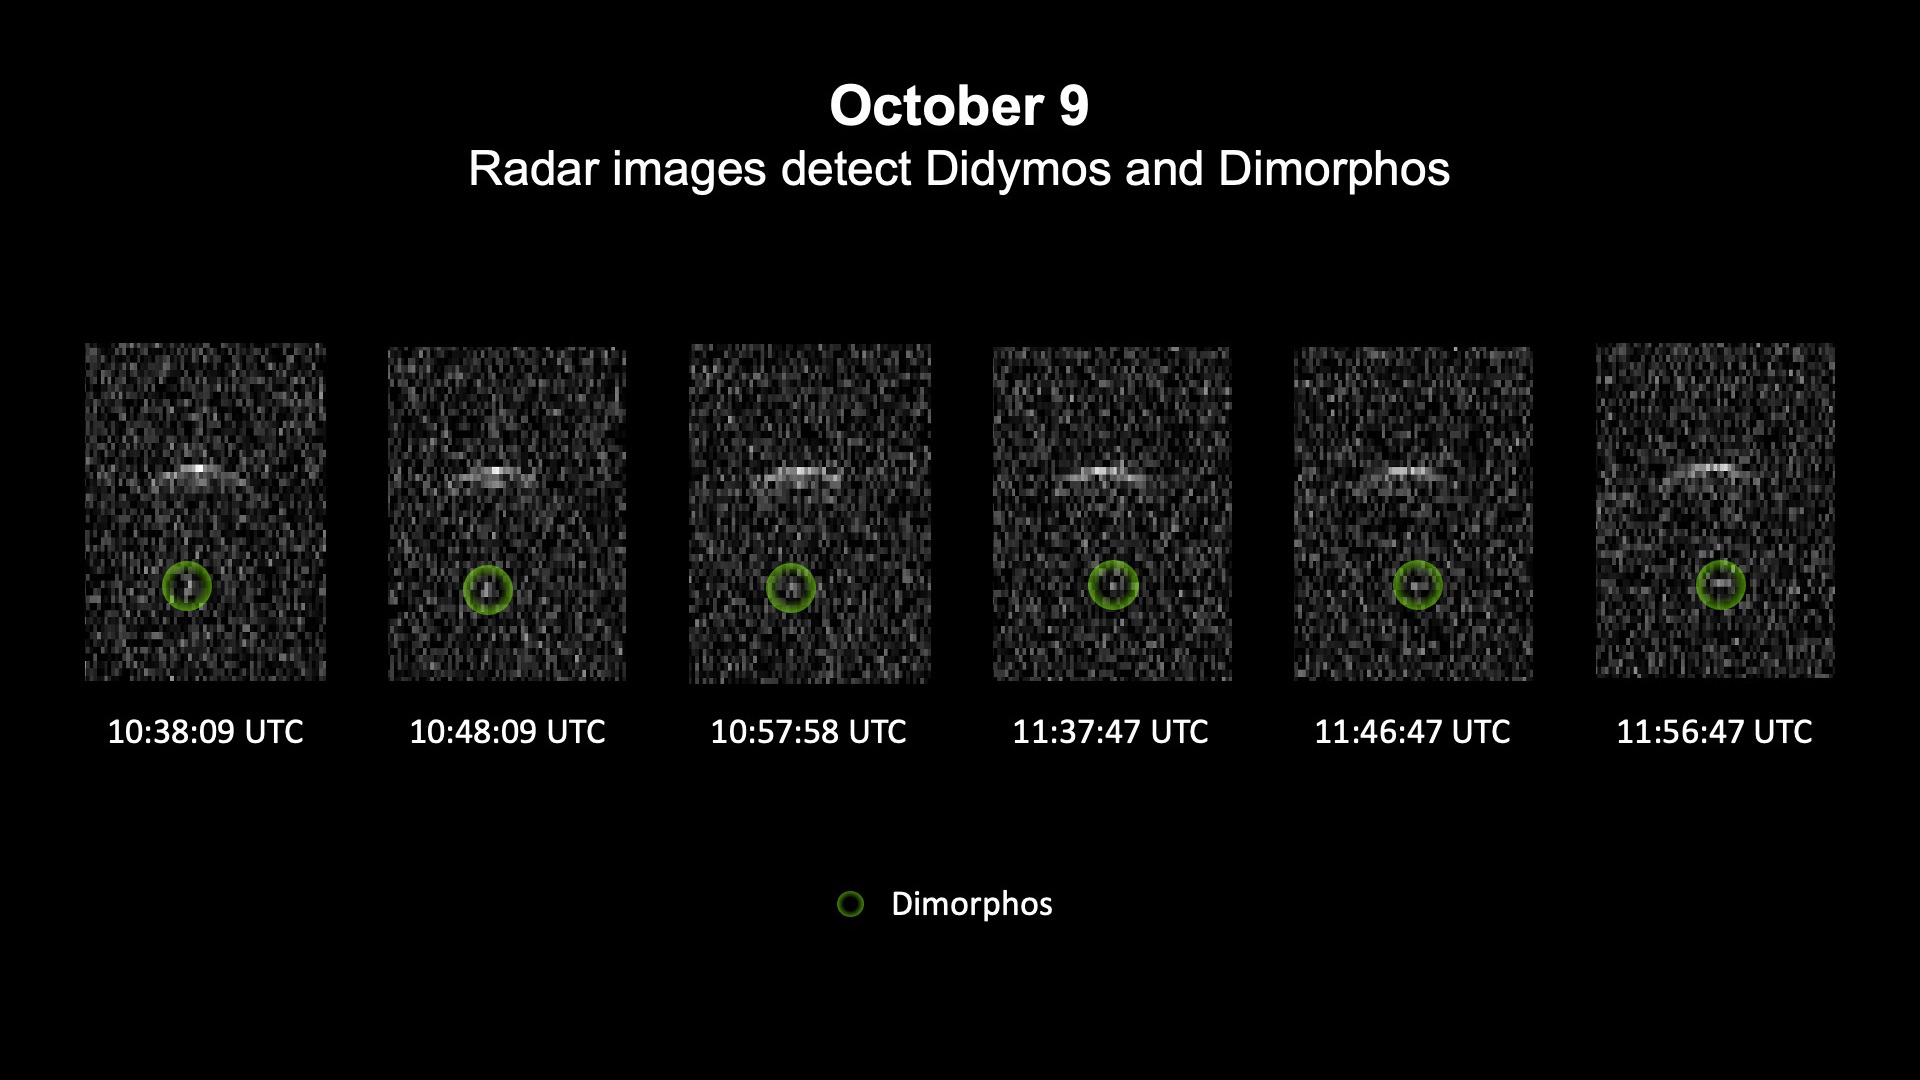 October 9
Radar images detect Didymos and Dimorphos
10:38:09 UTC
10:48:09 UTC
10:57:58 UTC
11:37:47 UTC
11:46:47 UTC
11:56:47 UTC
Dimorphos